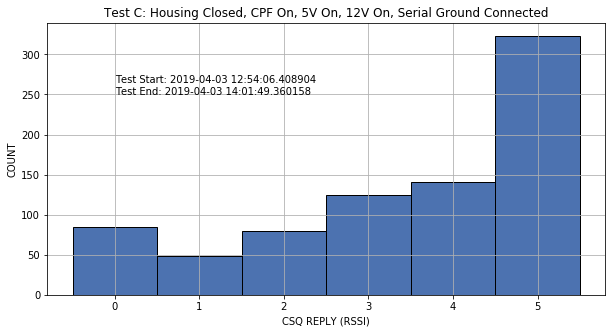 Test C: Housing Closed, CPF On, 5V On, 12V On, Serial Ground Connected
300
250
200
150
100
50
0
COUNT
Test Start: 2019-04-03 12:54:06.408904
Test End: 2019-04-03 14:01:49.360158
0 1 2 3 4 5
CSQ REPLY (RSSI)